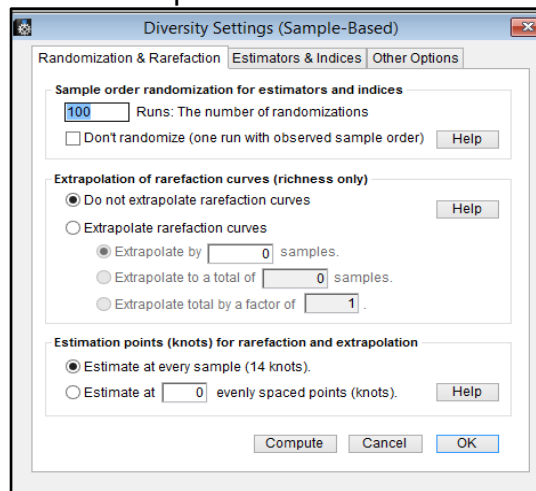 Diversity Settings (Sample-Based)
Randomization & Rarefaction Estimators & Indices Other Options
Sample order randomization for estimators and indices
100 Runs: The number of randomizations
Don't randomize (one run with observed sample order) Help
Extrapolation of rarefaction curves (richness only)
Do not extrapolate rarefaction curves
Help
Extrapolate rarefaction curves
Extrapolate by 0 samples.
Extrapolate to a total of 0 samples.
Extrapolate total by a factor of 1 .
Estimation points (knots) for rarefaction and extrapolation
Estimate at every sample (14 knots).
Estimate at 0 evenly spaced points (knots). Help
Compute Cancel OK